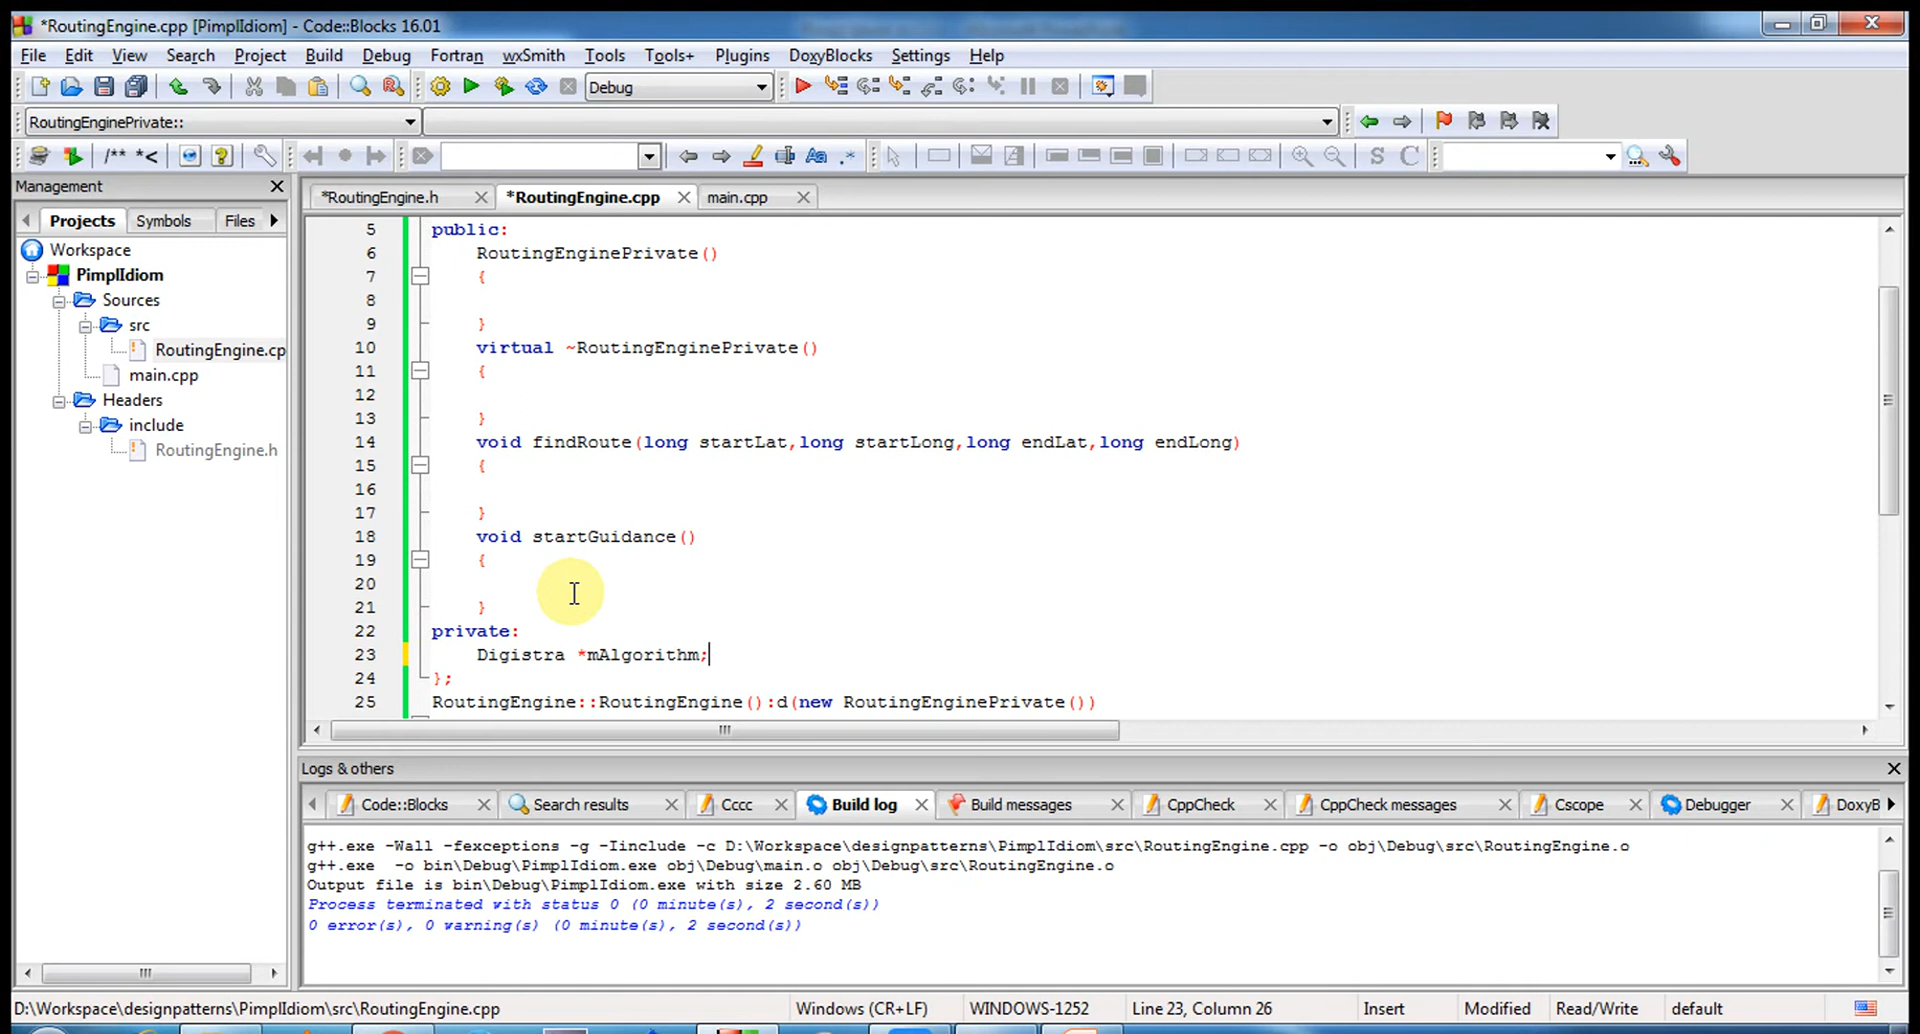 *RoutingEngine.cpp [PimplIdiom] - Code::Blocks 16.01
File Edit View Search Project Build Debug Fortran wxSmith Tools Tools+ Plugins DoxyBlocks Settings Help
Debug
RoutingEnginePrivate::
/** *<
Aa .*
S C
Management
Projects Symbols Files
Workspace
PimplIdiom
Sources
src
RoutingEngine.cp
main.cpp
Headers
include
RoutingEngine.h
*RoutingEngine.h *RoutingEngine.cpp main.cpp
5 public:
6 RoutingEnginePrivate()
7 {
8
9 }
10 virtual ~RoutingEnginePrivate()
11 {
12
13 }
14 void findRoute(long startLat,long startLong,long endLat,long endLong)
15 {
16
17 }
18 void startGuidance()
19 {
20
21 }
22 private:
23 Digistra *mAlgorithm;
24 };
25 RoutingEngine::RoutingEngine():d(new RoutingEnginePrivate())
Logs & others
Code::Blocks Search results Cccc Build log Build messages CppCheck CppCheck messages Cscope Debugger DoxyB
g++.exe -Wall -fexceptions -g -Iinclude -c D:\Workspace\designpatterns\PimplIdiom\src\RoutingEngine.cpp -o obj\Debug\src\RoutingEngine.o
g++.exe -o bin\Debug\PimplIdiom.exe obj\Debug\main.o obj\Debug\src\RoutingEngine.o
Output file is bin\Debug\PimplIdiom.exe with size 2.60 MB
Process terminated with status 0 (0 minute(s), 2 second(s))
0 error(s), 0 warning(s) (0 minute(s), 2 second(s))
D:\Workspace\designpatterns\PimplIdiom\src\RoutingEngine.cpp Windows (CR+LF) WINDOWS-1252 Line 23, Column 26 Insert Modified Read/Write default